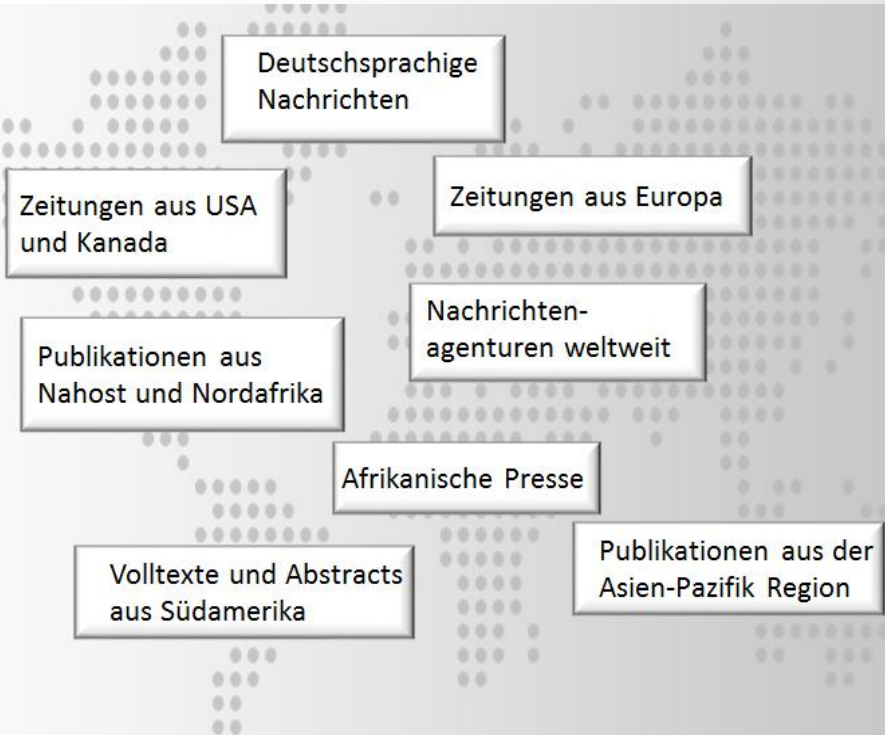 Deutschsprachige
Nachrichten
Zeitungen aus USA
und Kanada
Zeitungen aus Europa
Nachrichten-
agenturen weltweit
Publikationen aus
Nahost und Nordafrika
Afrikanische Presse
Publikationen aus der
Asien-Pazifik Region
Volltexte und Abstracts
aus Südamerika